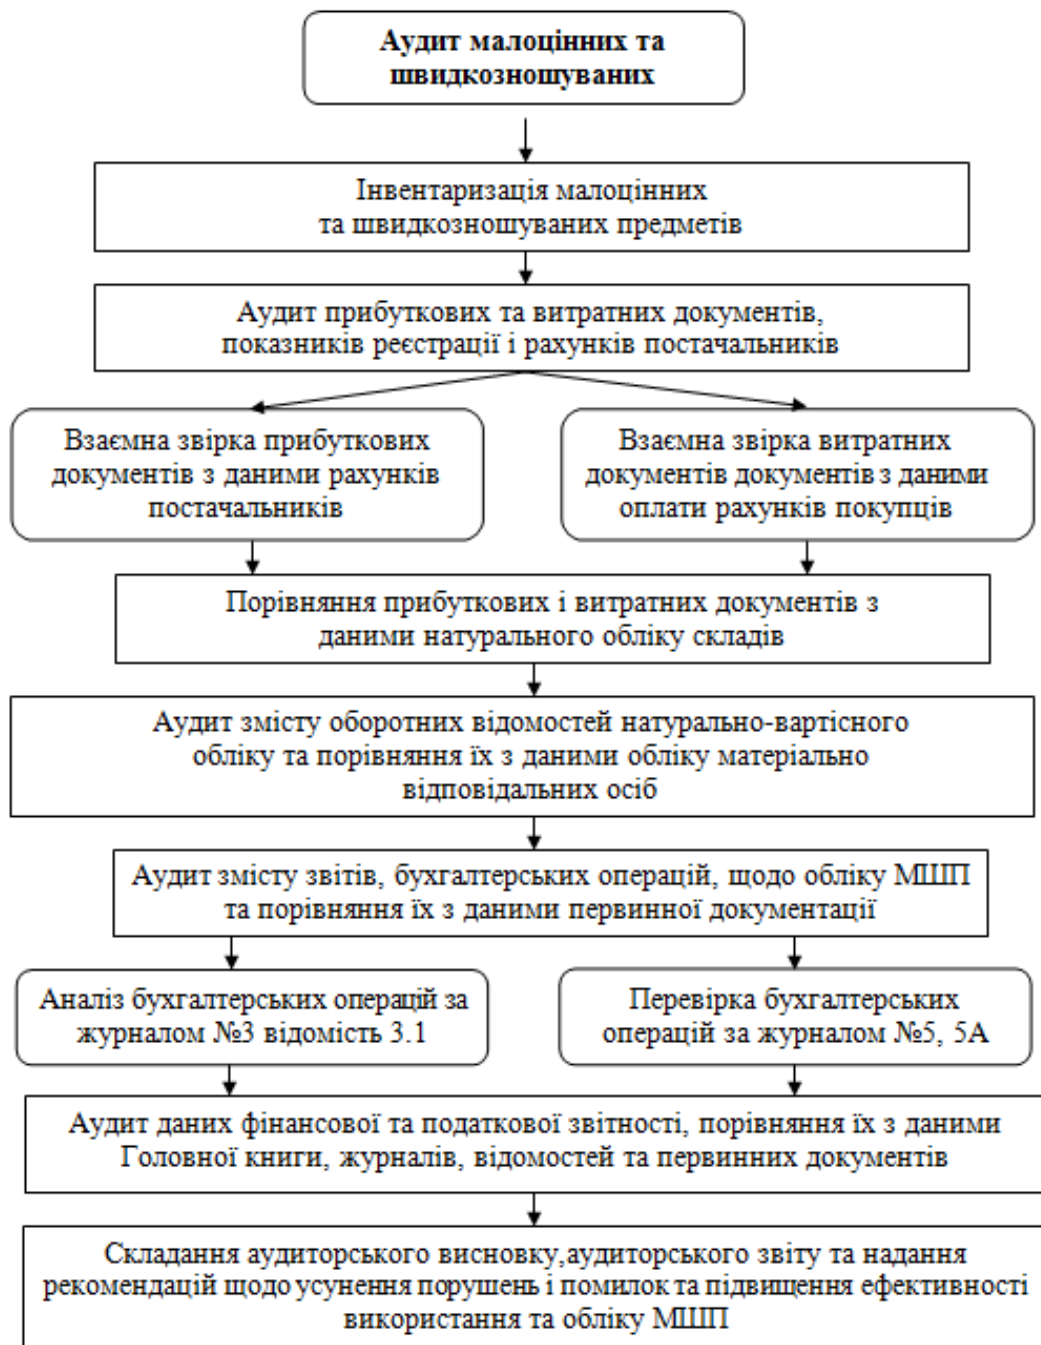 Аудит малоцінних та
швидкозношуваних
Інвентаризація малоцінних
та швидкозношуваних предметів
Аудит прибуткових та витратних документів,
показників реєстрації і рахунків постачальників
Взаємна звірка прибуткових
документів з даними рахунків
постачальників
Взаємна звірка витратних
документів документів з даними
оплати рахунків покупців
Порівняння прибуткових і витратних документів з
даними натурального обліку складів
Аудит змісту оборотних відомостей натурально-вартісного
обліку та порівняння їх з даними обліку матеріально
відповідальних осіб
Аудит змісту звітів, бухгалтерських операцій, щодо обліку МШП
та порівняння їх з даними первинної документації
Аналіз бухгалтерських операцій за
журналом №3 відомість 3.1
Перевірка бухгалтерських
операцій за журналом №5, 5А
Аудит даних фінансової та податкової звітності, порівняння їх з даними
Головної книги, журналів, відомостей та первинних документів
Складання аудиторського висновку,аудиторського звіту та надання
рекомендацій щодо усунення порушень і помилок та підвищення ефективності
використання та обліку МШП